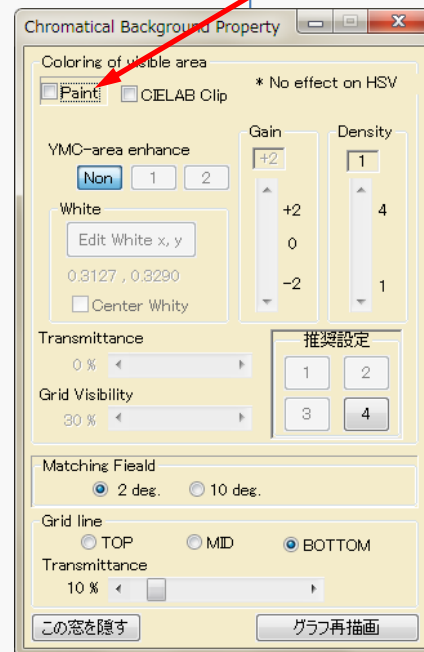 Chromatical Background Property
Coloring of visible area
Paint
CIELAB Clip
* No effect on HSV
YMC-area enhance
Non 1 2
Gain
+2
+2
0
-2
Density
1
4
1
White
Edit White x, y
0.3127 , 0.3290
Center Whity
Transmittance
0 %
Grid Visibility
30 %
推奨設定
1 2
3 4
Matching Fieald
2 deg. 10 deg.
Grid line
TOP MID BOTTOM
Transmittance
10 %
この窓を隠す グラフ再描画